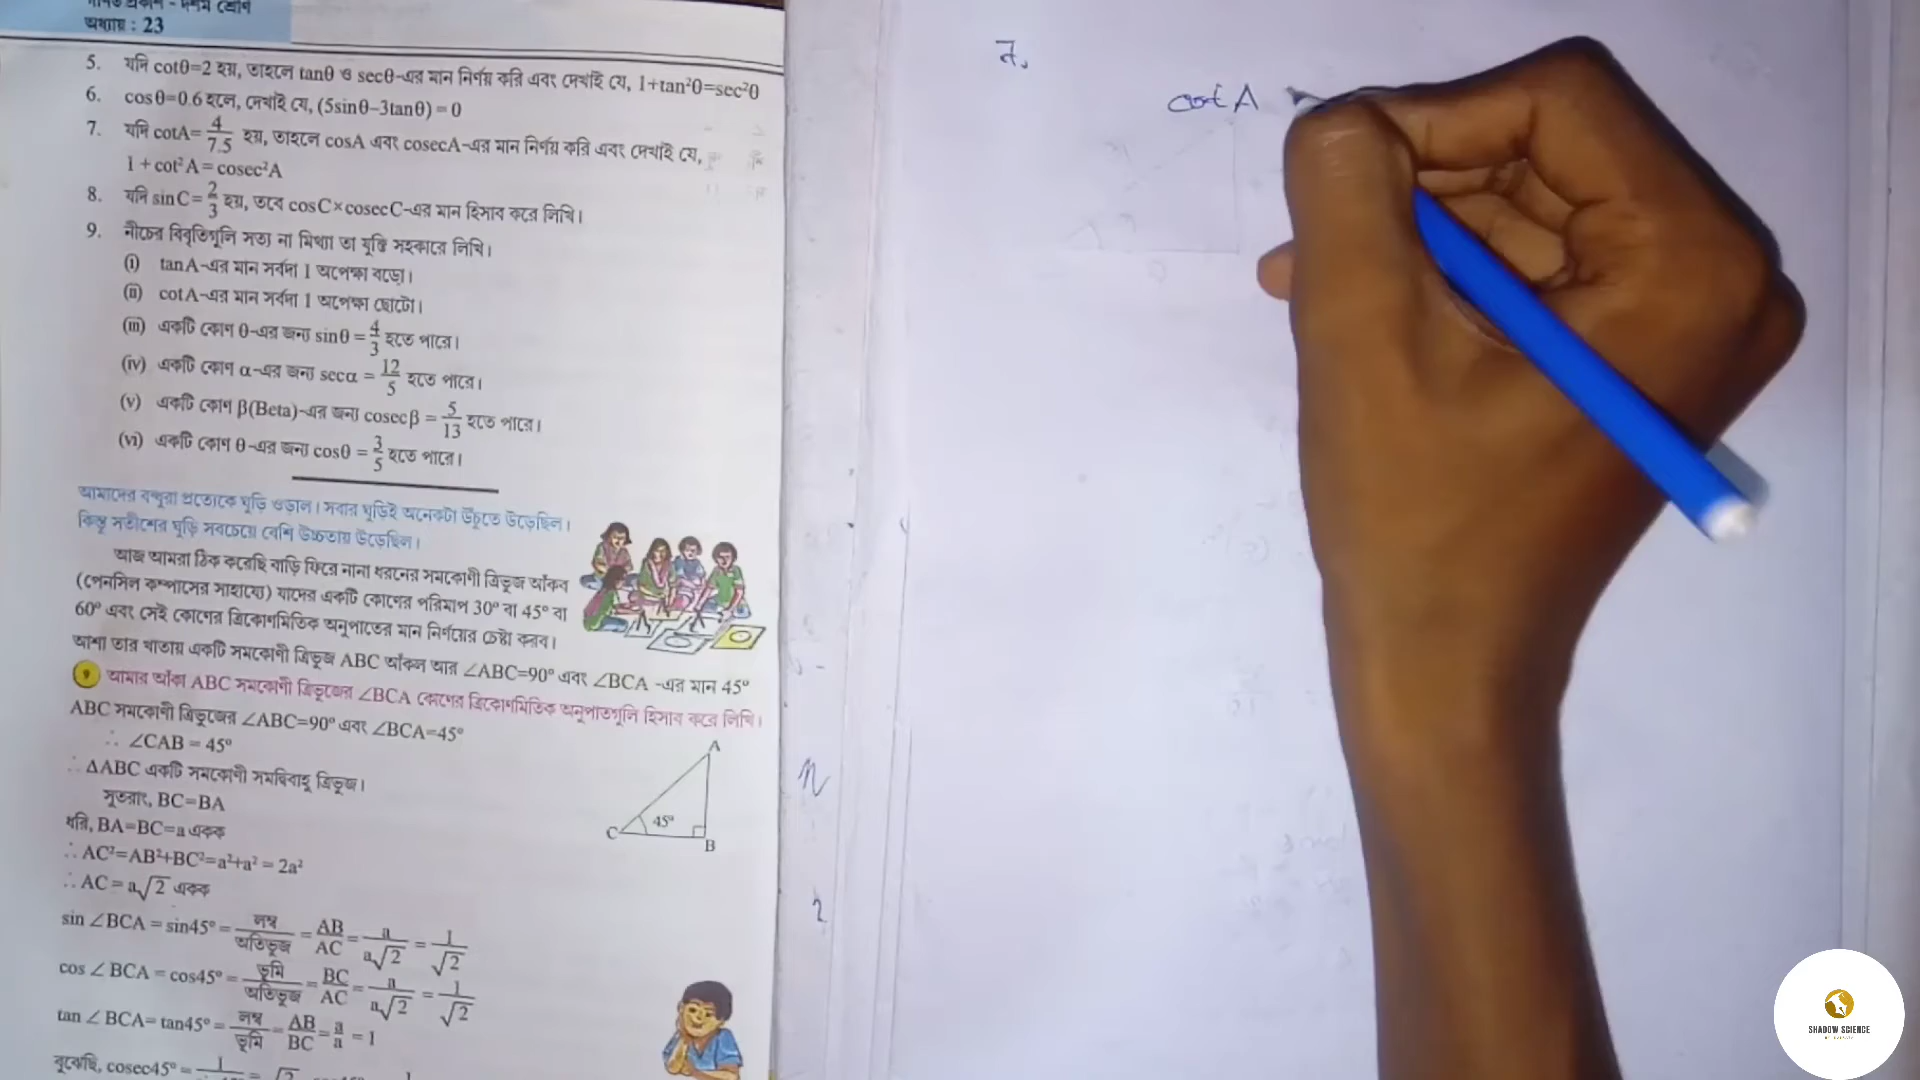 গণিত প্রকাশ - দশম শ্রেণি
অধ্যায় : 23
5. যদি cotθ=2 হয়, তাহলে tanθ ও secθ-এর মান নির্ণয় করি এবং দেখাই যে, 1+tan²θ=sec²θ
6. cosθ=0.6 হলে, দেখাই যে, (5sinθ–3tanθ) = 0
7. যদি cotA= 4/7.5 হয়, তাহলে cosA এবং cosecA-এর মান নির্ণয় করি এবং দেখাই যে,
1 + cot²A = cosec²A
8. যদি sinC= 2/3 হয়, তবে cosC×cosecC-এর মান হিসাব করে লিখি।
9. নীচের বিবৃতিগুলি সত্য না মিথ্যা তা যুক্তি সহকারে লিখি।
(i) tanA-এর মান সর্বদা 1 অপেক্ষা বড়ো।
(ii) cotA-এর মান সর্বদা 1 অপেক্ষা ছোটো।
(iii) একটি কোণ θ-এর জন্য sinθ = 4/3 হতে পারে।
(iv) একটি কোণ α-এর জন্য secα = 12/5 হতে পারে।
(v) একটি কোণ β(Beta)-এর জন্য cosecβ = 5/13 হতে পারে।
(vi) একটি কোণ θ-এর জন্য cosθ = 3/5 হতে পারে।
আমাদের বন্ধুরা প্রত্যেকে ঘুড়ি ওড়াল। সবার ঘুড়িই অনেকটা উঁচুতে উড়েছিল।
কিন্তু সতীশের ঘুড়ি সবচেয়ে বেশি উচ্চতায় উড়েছিল।
আজ আমরা ঠিক করেছি বাড়ি ফিরে নানা ধরনের সমকোণী ত্রিভুজ আঁকব
(পেনসিল কম্পাসের সাহায্যে) যাদের একটি কোণের পরিমাপ 30° বা 45° বা
60° এবং সেই কোণের ত্রিকোণমিতিক অনুপাতের মান নির্ণয়ের চেষ্টা করব।
আশা তার খাতায় একটি সমকোণী ত্রিভুজ ABC আঁকল আর ∠ABC=90° এবং ∠BCA -এর মান 45°
9 আমার আঁকা ABC সমকোণী ত্রিভুজের ∠BCA কোণের ত্রিকোণমিতিক অনুপাতগুলি হিসাব করে লিখি।
ABC সমকোণী ত্রিভুজের ∠ABC=90° এবং ∠BCA=45°
∴ ∠CAB = 45°
∴ ΔABC একটি সমকোণী সমদ্বিবাহু ত্রিভুজ।
সুতরাং, BC=BA
ধরি, BA=BC=a একক
∴ AC²=AB²+BC²=a²+a² = 2a²
∴ AC = a√2 একক
A
45°
C
B
sin ∠BCA = sin45° = লম্ব/অতিভুজ = AB/AC = a/a√2 = 1/√2
cos ∠BCA = cos45° = ভূমি/অতিভুজ = BC/AC = a/a√2 = 1/√2
tan ∠BCA= tan45° = লম্ব/ভূমি = AB/BC = a/a = 1
বুঝেছি, cosec45° =
7.
cot A
SHADOW SCIENCE